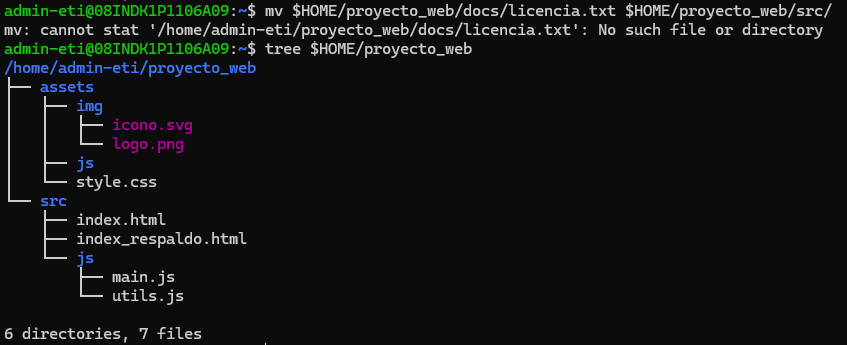 admin-eti@08INDK1P1106A09:~$ mv $HOME/proyecto_web/docs/licencia.txt $HOME/proyecto_web/src/
mv: cannot stat '/home/admin-eti/proyecto_web/docs/licencia.txt': No such file or directory
admin-eti@08INDK1P1106A09:~$ tree $HOME/proyecto_web
/home/admin-eti/proyecto_web
├── assets
│   ├── img
│   │   ├── icono.svg
│   │   └── logo.png
│   ├── js
│   └── style.css
└── src
    ├── index.html
    ├── index_respaldo.html
    └── js
        ├── main.js
        └── utils.js

6 directories, 7 files